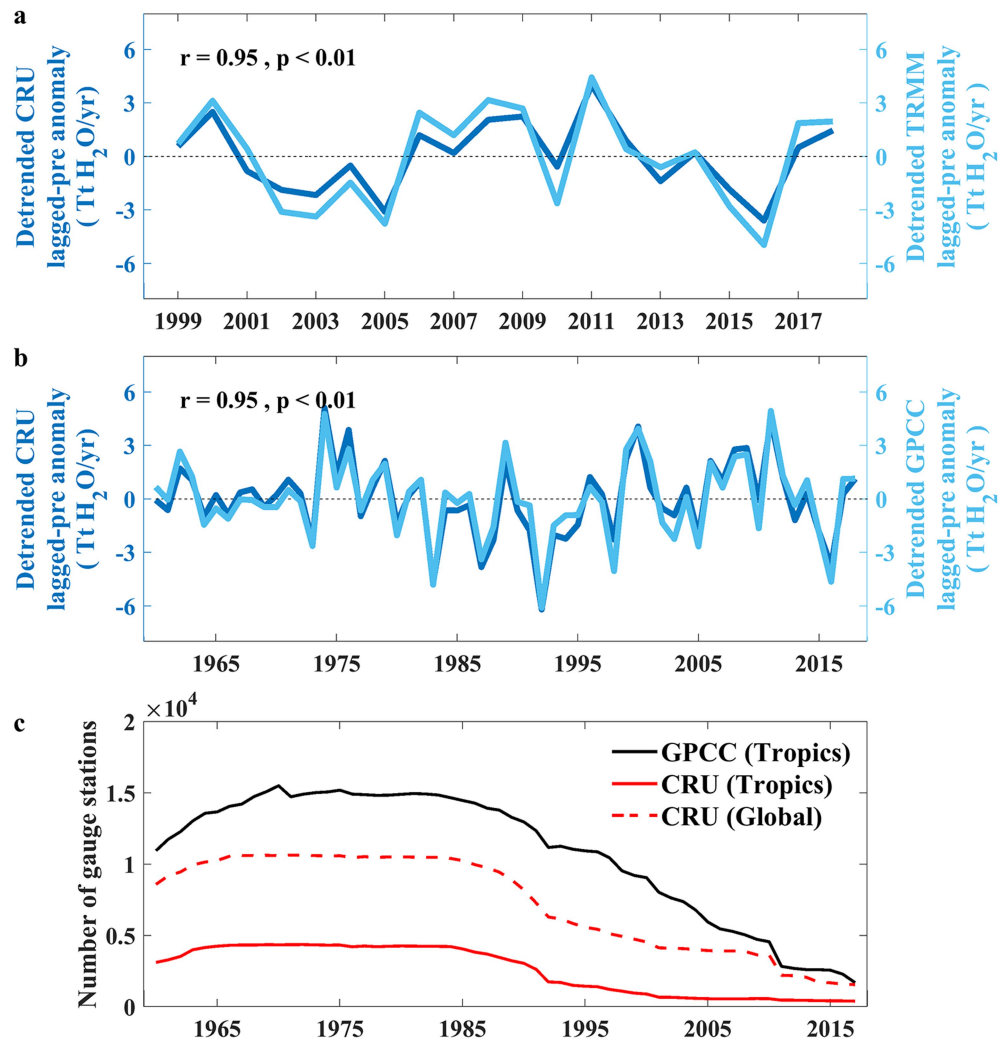 a
r = 0.95 , p < 0.01
Detrended CRU
lagged-pre anomaly
( Tt H2O/yr)
6
3
0
-3
-6
Detrended TRMM
lagged-pre anomaly
( Tt H2O/yr )
6
3
0
-3
-6
1999 2001 2003 2005 2007 2009 2011 2013 2015 2017
b
r = 0.95 , p < 0.01
Detrended CRU
lagged-pre anomaly
( Tt H2O/yr)
6
3
0
-3
-6
Detrended GPCC
lagged-pre anomaly
( Tt H2O/yr )
6
3
0
-3
-6
1965 1975 1985 1995 2005 2015
c
×10^4
Number of gauge stations
2
1.5
1
0.5
0
GPCC (Tropics)
CRU (Tropics)
CRU (Global)
1965 1975 1985 1995 2005 2015